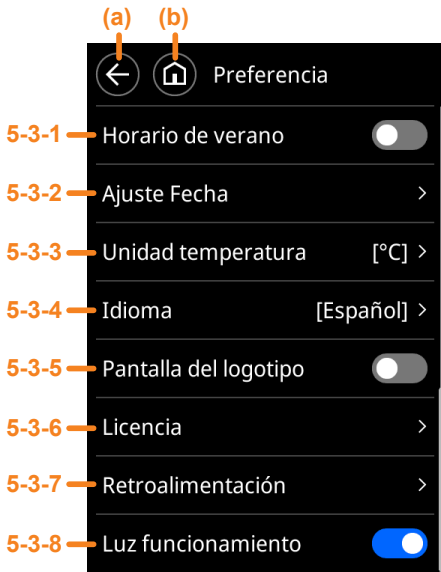 (a) (b)
Preferencia
5-3-1 Horario de verano
5-3-2 Ajuste Fecha
5-3-3 Unidad temperatura [°C]
5-3-4 Idioma [Español]
5-3-5 Pantalla del logotipo
5-3-6 Licencia
5-3-7 Retroalimentación
5-3-8 Luz funcionamiento